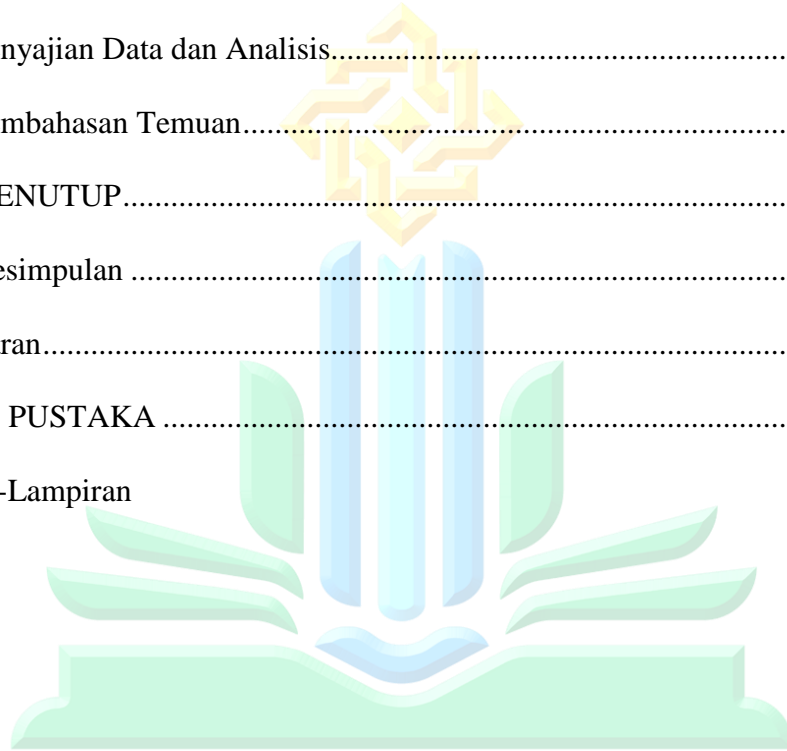 nyajian Data dan Analisis............................................................
mbahasan Temuan.......................................................................
ENUTUP.....................................................................................
esimpulan ...................................................................................
ran...............................................................................................
PUSTAKA ................................................................................
-Lampiran